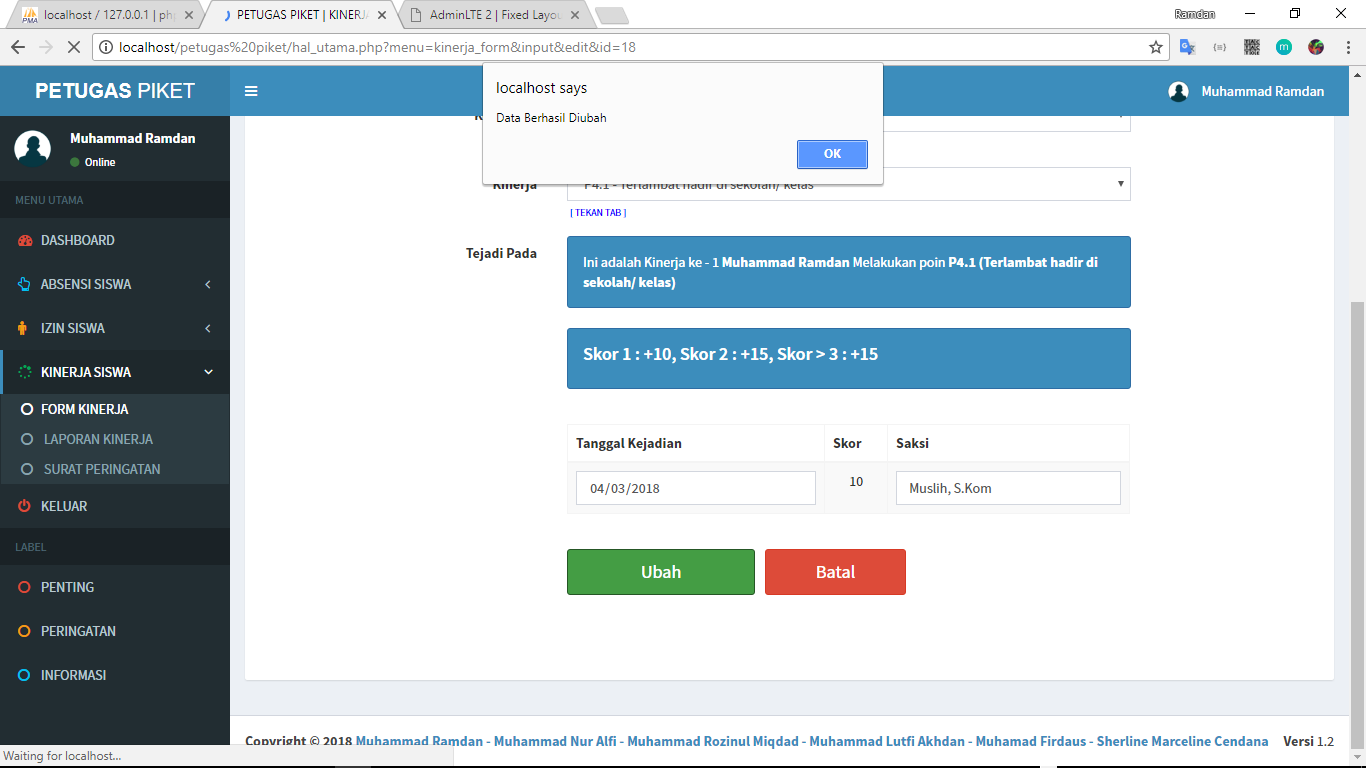 localhost / 127.0.0.1 | php
PETUGAS PIKET | KINERJA
AdminLTE 2 | Fixed Layou
Ramdan
localhost/petugas%20piket/hal_utama.php?menu=kinerja_form&input&edit&id=18
PETUGAS PIKET
Muhammad Ramdan
localhost says
Data Berhasil Diubah
OK
Muhammad Ramdan
Online
MENU UTAMA
DASHBOARD
ABSENSI SISWA
IZIN SISWA
KINERJA SISWA
FORM KINERJA
LAPORAN KINERJA
SURAT PERINGATAN
KELUAR
LABEL
PENTING
PERINGATAN
INFORMASI
Kinerja
P4.1 - Terlambat hadir di sekolah/ kelas
[ TEKAN TAB ]
Tejadi Pada
Ini adalah Kinerja ke - 1 Muhammad Ramdan Melakukan poin P4.1 (Terlambat hadir di
sekolah/ kelas)
Skor 1 : +10, Skor 2 : +15, Skor > 3 : +15
Tanggal Kejadian Skor Saksi
04/03/2018 10 Muslih, S.Kom
Ubah Batal
Copyright © 2018 Muhammad Ramdan - Muhammad Nur Alfi - Muhammad Rozinul Miqdad - Muhammad Lutfi Akhdan - Muhamad Firdaus - Sherline Marceline Cendana Versi 1.2
Waiting for localhost...